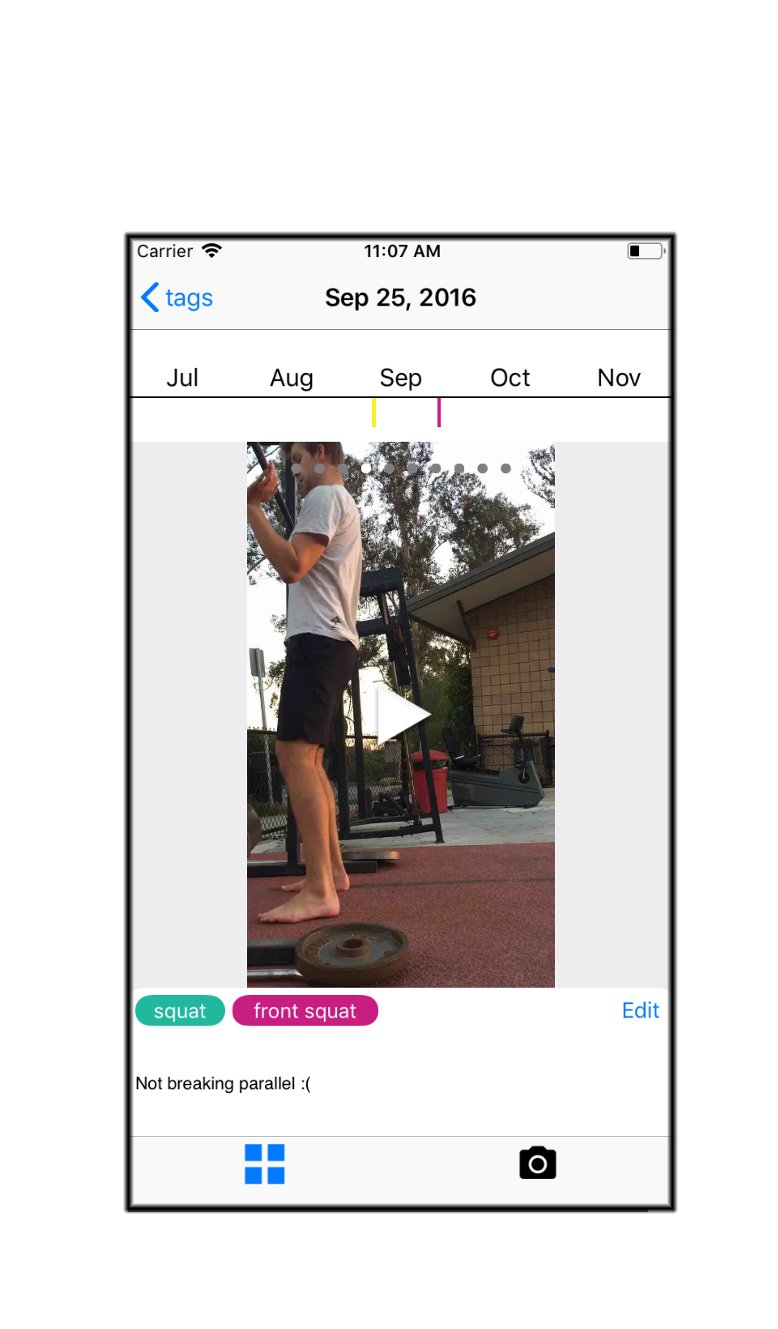 Carrier 11:07 AM
tags Sep 25, 2016
Jul Aug Sep Oct Nov
squat front squat Edit
Not breaking parallel :(